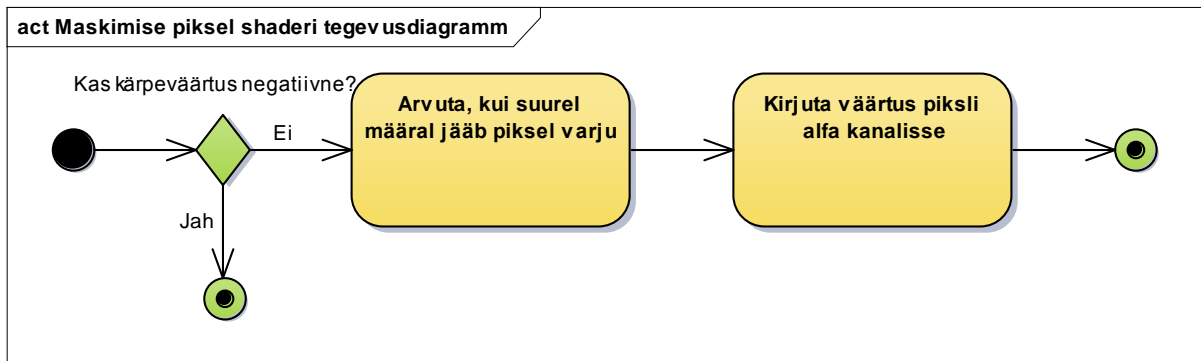 act Maskimise piksel shaderi tegevusdiagramm
Kas kärpeväärtus negatiivne?
Ei
Jah
Arvuta, kui suurel
määral jääb piksel varju
Kirjuta väärtus piksli
alfa kanalisse